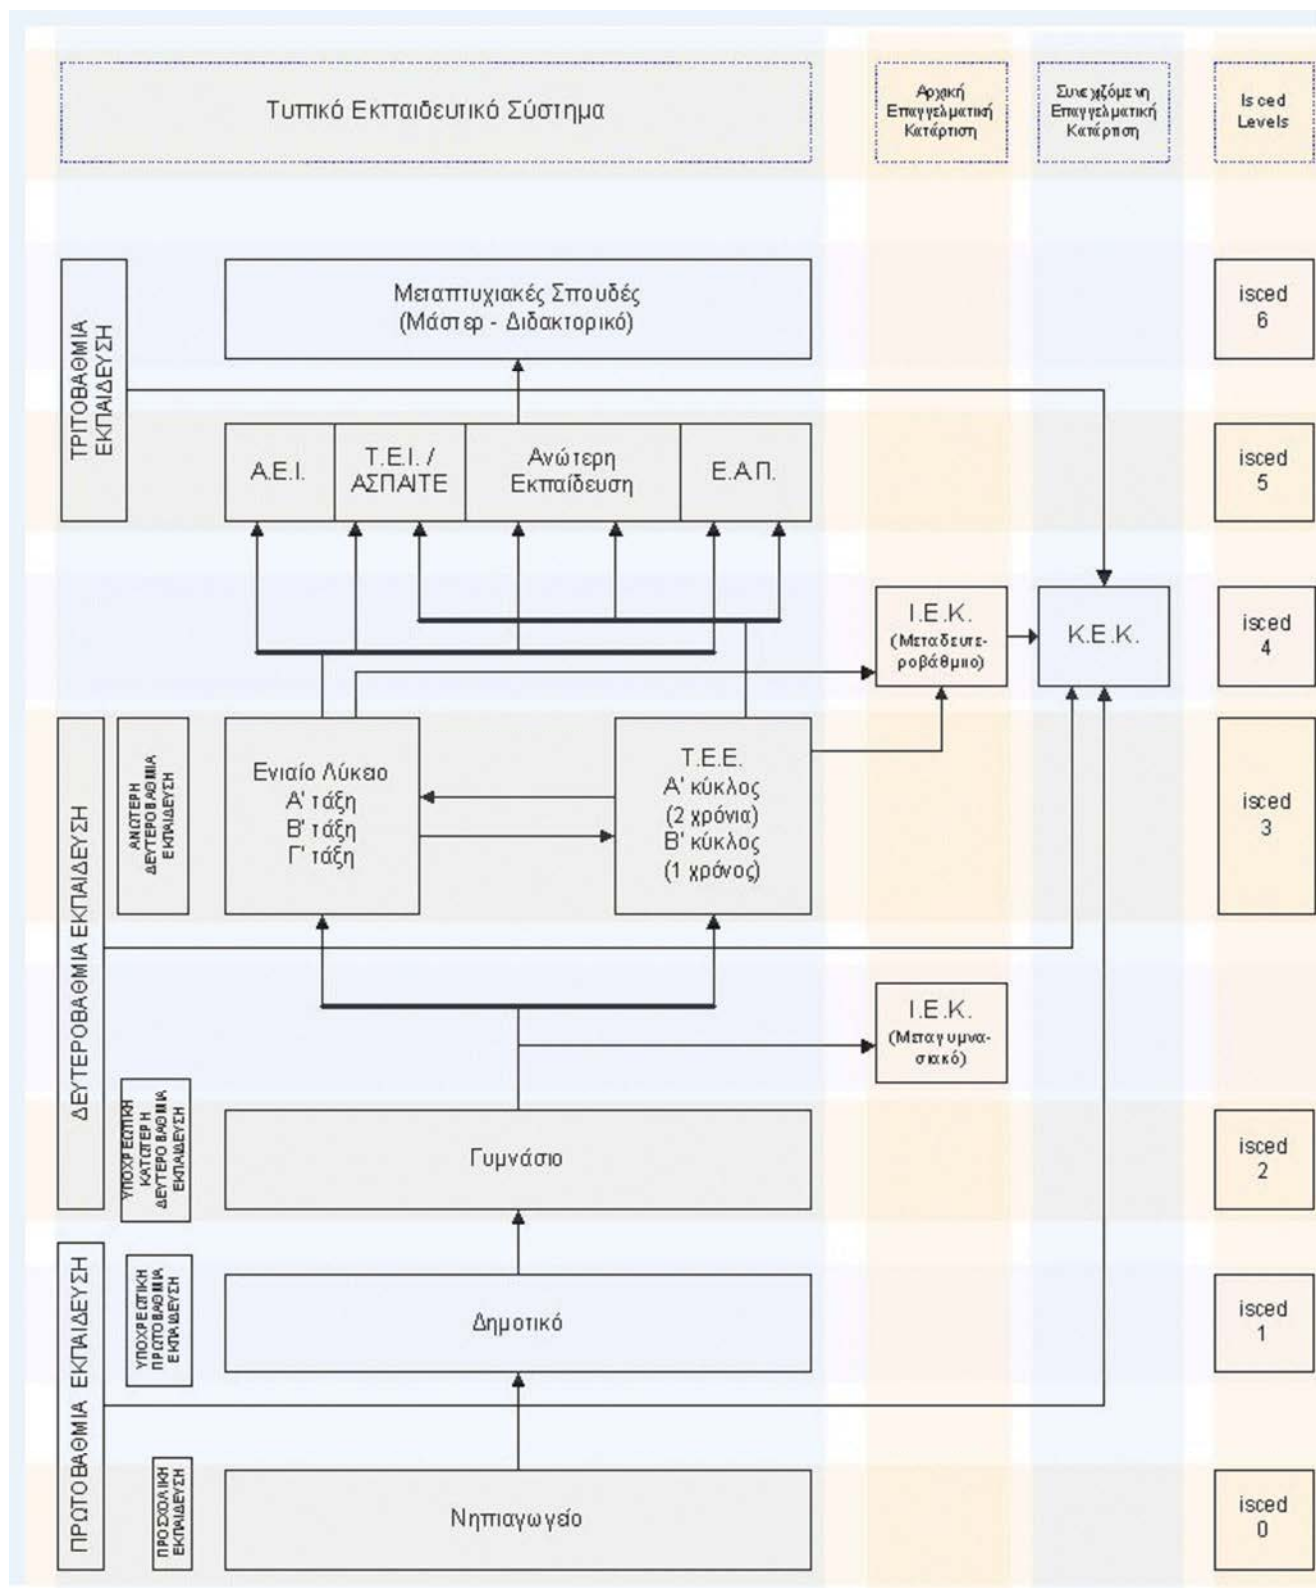 Τυπικό Εκπαιδευτικό Σύστημα
Αρχική
Επαγγελματική
Κατάρτιση
Συνεχιζόμενη
Επαγγελματική
Κατάρτιση
Isced
Levels
ΤΡΙΤΟΒΑΘΜΙΑ
ΕΚΠΑΙΔΕΥΣΗ
Μεταπτυχιακές Σπουδές
(Μάστερ - Διδακτορικό)
isced
6
Α.Ε.Ι.
Τ.Ε.Ι. /
ΑΣΠΑΙΤΕ
Ανώτερη
Εκπαίδευση
Ε.Α.Π.
isced
5
Ι.Ε.Κ.
(Μεταδευτε-
ροβάθμιο)
Κ.Ε.Κ.
isced
4
ΔΕΥΤΕΡΟΒΑΘΜΙΑ ΕΚΠΑΙΔΕΥΣΗ
ΑΝΩΤΕΡΗ
ΔΕΥΤΕΡΟΒΑΘΜΙΑ
ΕΚΠΑΙΔΕΥΣΗ
Ενιαίο Λύκειο
Α' τάξη
Β' τάξη
Γ' τάξη
Τ.Ε.Ε.
Α' κύκλος
(2 χρόνια)
Β' κύκλος
(1 χρόνος)
isced
3
Ι.Ε.Κ.
(Μεταγυμνα-
σιακό)
ΥΠΟΧΡΕΩΤΙΚΗ
ΚΑΤΩΤΕΡΗ
ΔΕΥΤΕΡΟΒΑΘΜΙΑ
ΕΚΠΑΙΔΕΥΣΗ
Γυμνάσιο
isced
2
ΠΡΩΤΟΒΑΘΜΙΑ ΕΚΠΑΙΔΕΥΣΗ
ΥΠΟΧΡΕΩΤΙΚΗ
ΠΡΩΤΟΒΑΘΜΙΑ
ΕΚΠΑΙΔΕΥΣΗ
Δημοτικό
isced
1
ΠΡΟΣΧΟΛΙΚΗ
ΕΚΠΑΙΔΕΥΣΗ
Νηπιαγωγείο
isced
0